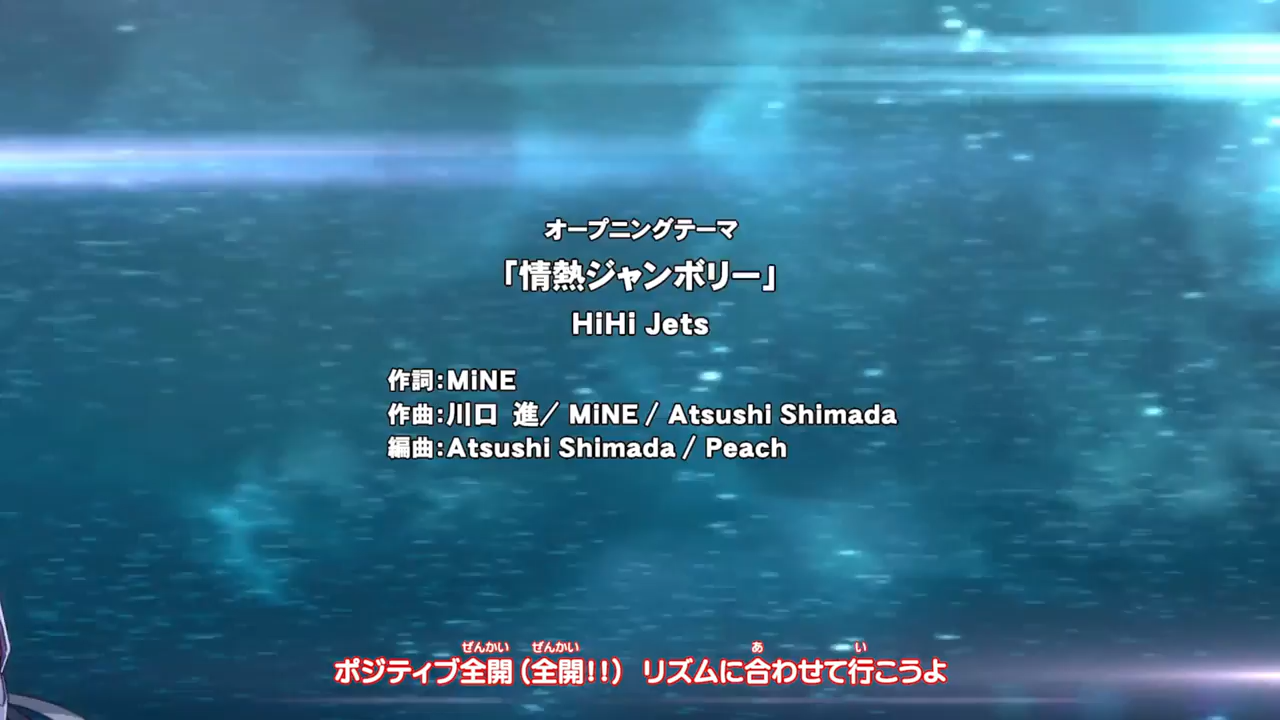 オープニングテーマ
「情熱ジャンボリー」
HiHi Jets
作詞:MiNE
作曲:川口 進/ MiNE / Atsushi Shimada
編曲:Atsushi Shimada / Peach
ぜんかい ぜんかい あ い
ポジティブ全開(全開!!) リズムに合わせて行こうよ